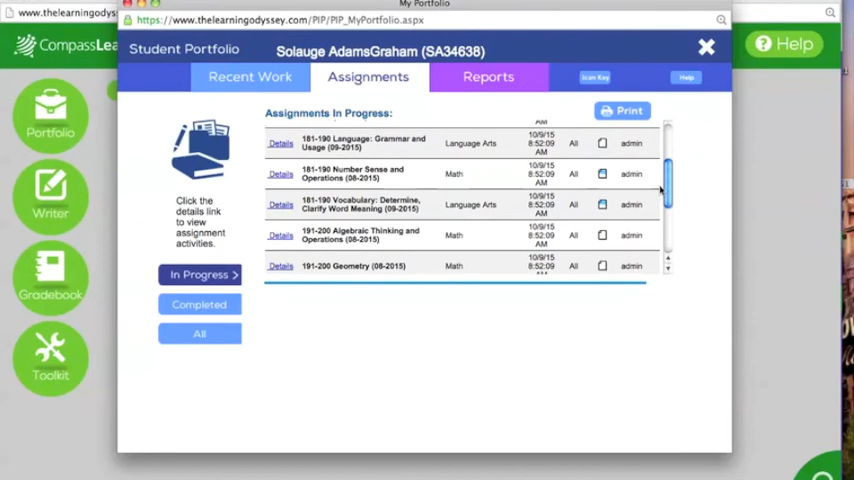 My Portfolio
www.thelearningodyss
https://www.thelearningodyssey.com/PIP/PIP_MyPortfolio.aspx
CompassLea
Help
Student Portfolio
Solauge AdamsGraham (SA34638)
Recent Work
Assignments
Reports
Icon Key
Help
Portfolio
Writer
Gradebook
Toolkit
Assignments In Progress:
Print
Click the
details link
to view
assignment
activities.
In Progress >
Completed
All
AM
Details 181-190 Language: Grammar and
Usage (09-2015)
Language Arts
10/9/15
8:52:09
AM
All
admin
Details 181-190 Number Sense and
Operations (08-2015)
Math
10/9/15
8:52:09
AM
All
admin
Details 181-190 Vocabulary: Determine,
Clarify Word Meaning (09-2015)
Language Arts
10/9/15
8:52:09
AM
All
admin
Details 191-200 Algebraic Thinking and
Operations (08-2015)
Math
10/9/15
8:52:09
AM
All
admin
Details 191-200 Geometry (08-2015)
Math
10/9/15
8:52:09
AM
All
admin